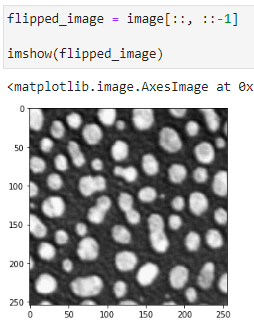 flipped_image = image[::, ::-1]
imshow(flipped_image)
<matplotlib.image.AxesImage at 0x
0
50
100
150
200
250
0 50 100 150 200 250